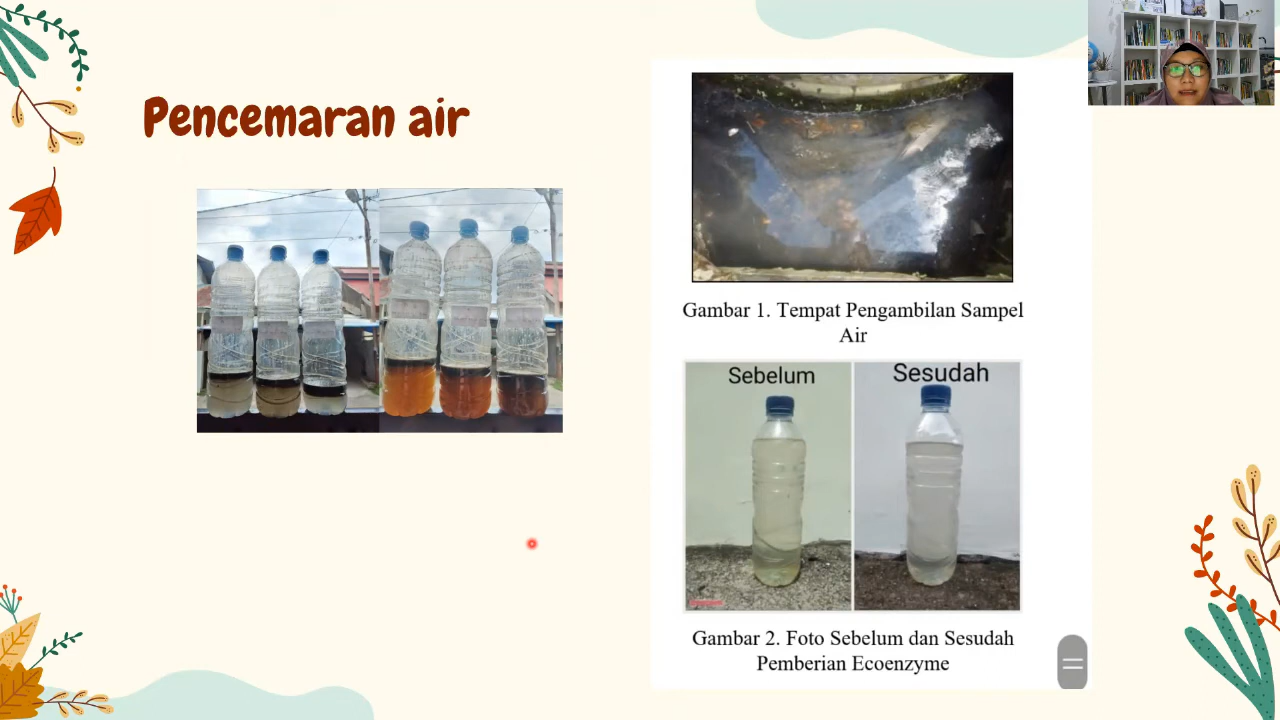 Pencemaran air
Gambar 1. Tempat Pengambilan Sampel
Air
Sebelum
Sesudah
Gambar 2. Foto Sebelum dan Sesudah
Pemberian Ecoenzyme